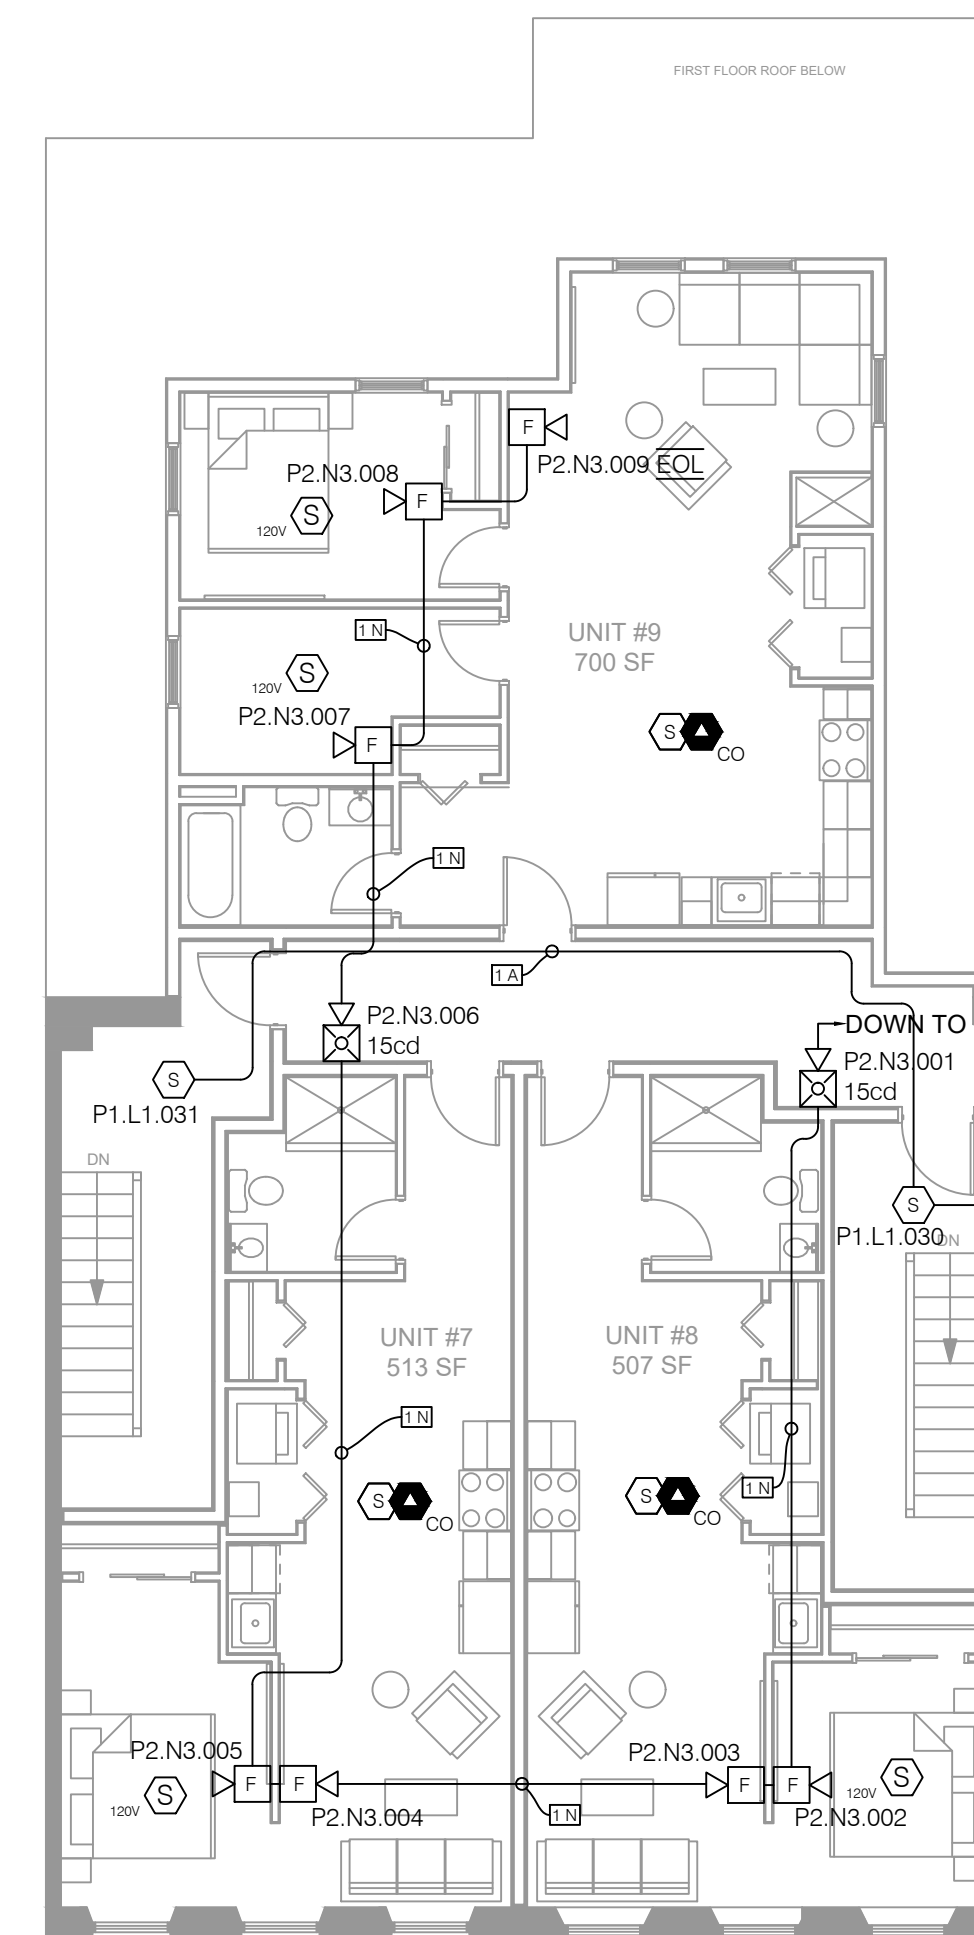 FIRST FLOOR ROOF BELOW
F
P2.N3.009 EOL
P2.N3.008
F
S
120V
1 N
UNIT #9
700 SF
S
120V
P2.N3.007
F
S
CO
1 N
1 A
P2.N3.006
15cd
DOWN TO
P2.N3.001
15cd
S
P1.L1.031
DN
S
P1.L1.030
DN
UNIT #7
513 SF
UNIT #8
507 SF
1 N
S
CO
S
CO
1 N
P2.N3.005
F
F
S
120V
P2.N3.004
1 N
P2.N3.003
F
F
S
120V
P2.N3.002